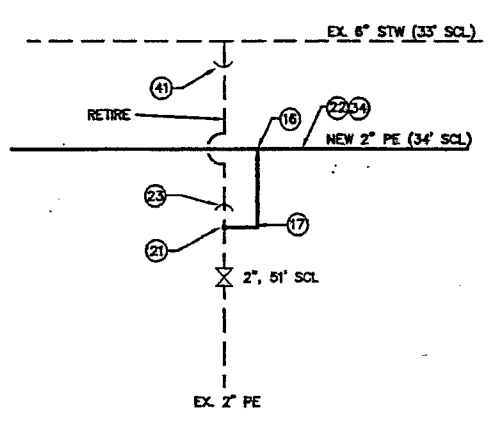 EX. 6" STW (33' SCL)
41
RETIRE
16
22 34
NEW 2" PE (34' SCL)
23
17
21
2", 51' SCL
EX. 2" PE